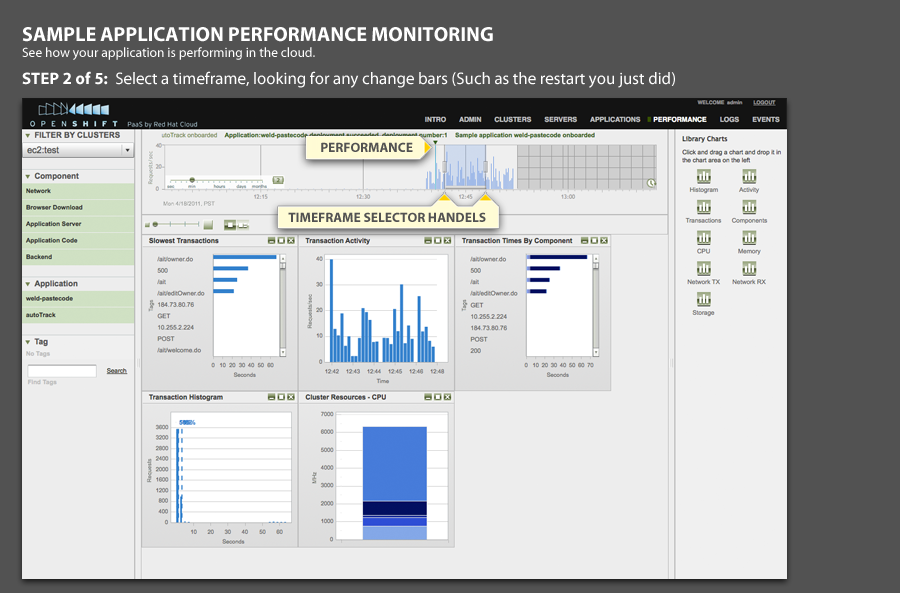 SAMPLE APPLICATION PERFORMANCE MONITORING
See how your application is performing in the cloud.
STEP 2 of 5: Select a timeframe, looking for any change bars (Such as the restart you just did)
WELCOME admin LOGOUT
OPENSHIFT PaaS by Red Hat Cloud
INTRO ADMIN CLUSTERS SERVERS APPLICATIONS PERFORMANCE LOGS EVENTS
FILTER BY CLUSTERS
ec2:test
Component
Network
Browser Download
Application Server
Application Code
Backend
Application
weld-pastecode
autoTrack
Tag
No Tags
Search
Find Tags
autoTrack onboarded Application:weld-pastecode deployment succeeded, deployment number:1 Sample application weld-pastecode onboarded
PERFORMANCE
Requests/sec
40
30
0
sec min hours days months
12:15 12:30 12:45 13:00
Mon 4/18/2011, PST
TIMEFRAME SELECTOR HANDELS
Slowest Transactions
Tags
/ait/owner.do
500
/ait
/ait/editOwner.do
184.73.80.76
GET
10.255.2.224
POST
/ait/welcome.do
0 10 20 30 40 50 60
Seconds
Transaction Activity
Requests/sec
40
30
20
10
0
12:42 12:43 12:44 12:45 12:48 12:48
Time
Transaction Times By Component
Tags
/ait/owner.do
500
/ait
/ait/editOwner.do
GET
10.255.2.224
184.73.80.76
POST
200
0 10 20 30 40 50 60 70
Seconds
Transaction Histogram
Requests
3600
3200
2800
2400
2000
1600
1200
800
400
0
10 20 30 40 50 60
Seconds
Cluster Resources - CPU
MHz
7000
6000
5000
4000
3000
2000
1000
0
Library Charts
Click and drag a chart and drop it in
the chart area on the left
Histogram Activity
Transactions Components
CPU Memory
Network TX Network RX
Storage